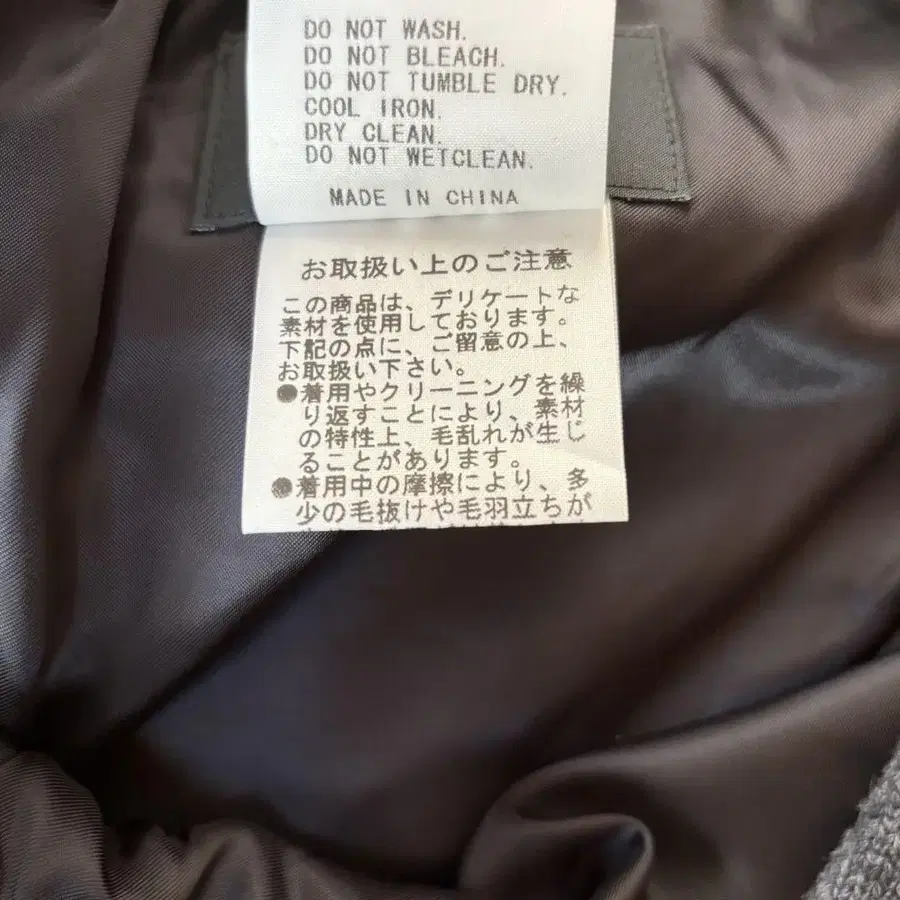 DO NOT WASH.
DO NOT BLEACH.
DO NOT TUMBLE DRY.
COOL IRON.
DRY CLEAN.
DO NOT WETCLEAN.
MADE IN CHINA
お取扱い上のご注意
この商品は、デリケートな
素材を使用しております。
下記の点に、ご留意の上、
お取扱い下さい。
●着用やクリーニングを繰
り返すことにより、素材
の特性上、毛乱れが生じ
ることがあります。
●着用中の摩擦により、多
少の毛抜けや毛羽立ちが